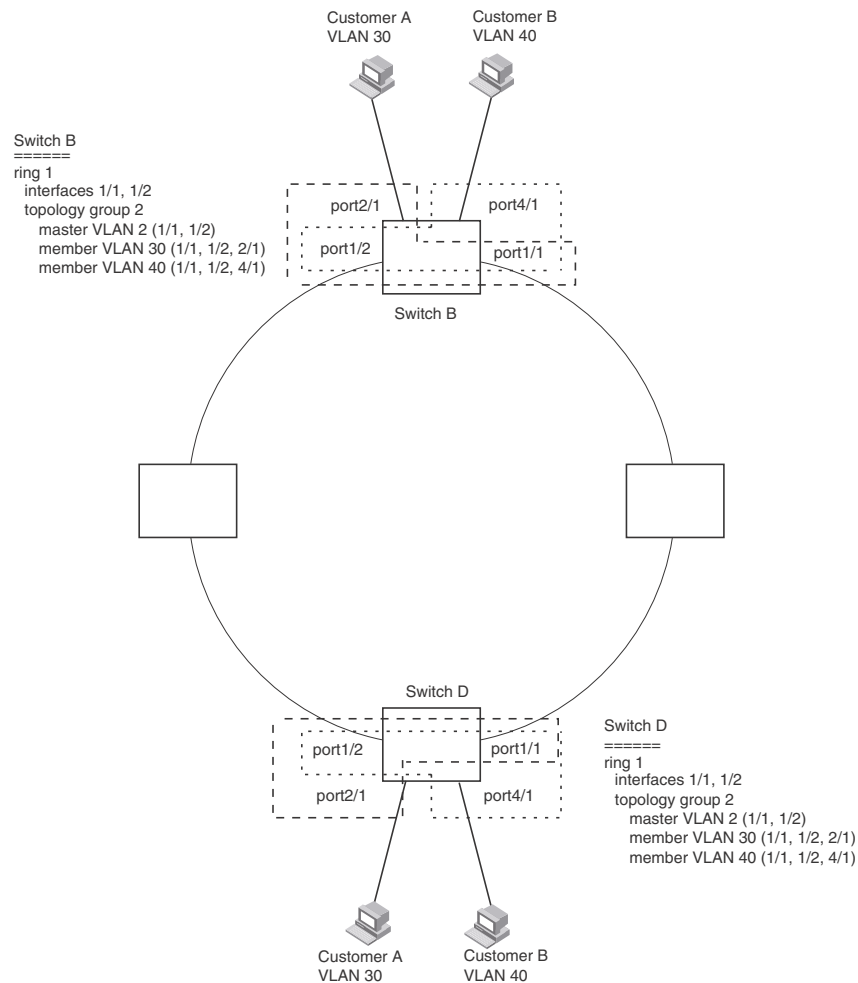 Customer A
VLAN 30
Customer B
VLAN 40
Switch B
======
ring 1
interfaces 1/1, 1/2
topology group 2
master VLAN 2 (1/1, 1/2)
member VLAN 30 (1/1, 1/2, 2/1)
member VLAN 40 (1/1, 1/2, 4/1)
port2/1
port4/1
port1/2
port1/1
Switch B
Switch D
port1/2
port1/1
port2/1
port4/1
Switch D
======
ring 1
interfaces 1/1, 1/2
topology group 2
master VLAN 2 (1/1, 1/2)
member VLAN 30 (1/1, 1/2, 2/1)
member VLAN 40 (1/1, 1/2, 4/1)
Customer A
VLAN 30
Customer B
VLAN 40